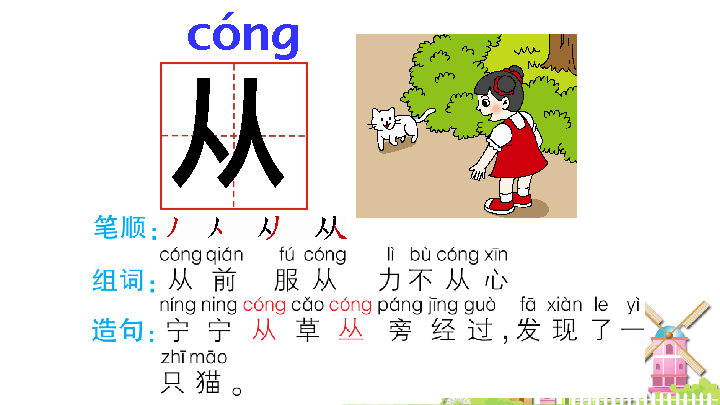 cóng
从
笔顺:丿 人 从 从
cóng qián fú cóng lì bù cóng xīn
组词:从前 服从 力不从心
níng ning cóng cǎo cóng páng jīng guò fā xiàn le yì
造句:宁宁从草丛旁经过,发现了一
zhī māo
只猫。